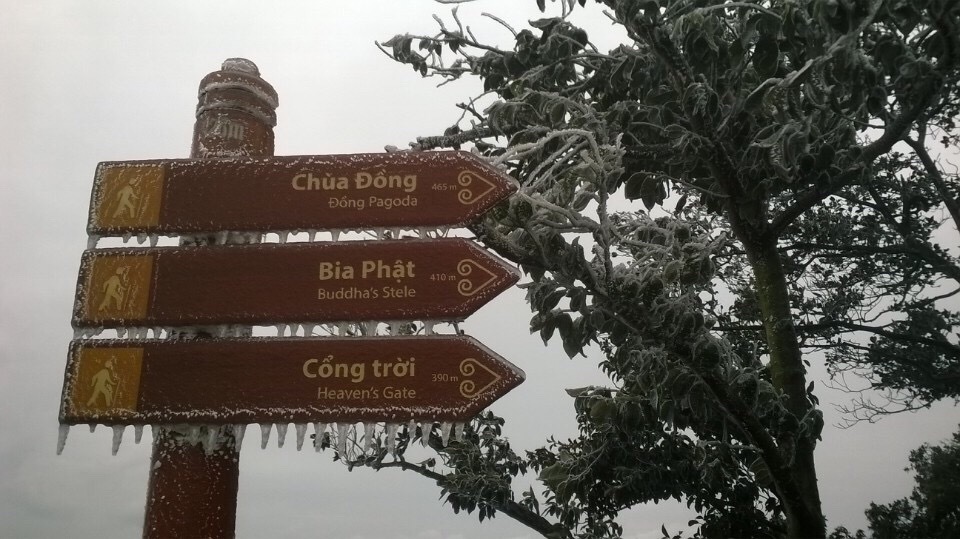 Chùa Đồng 465 m
Đồng Pagoda
Bia Phật 410 m
Buddha's Stele
Cổng trời 390 m
Heaven's Gate